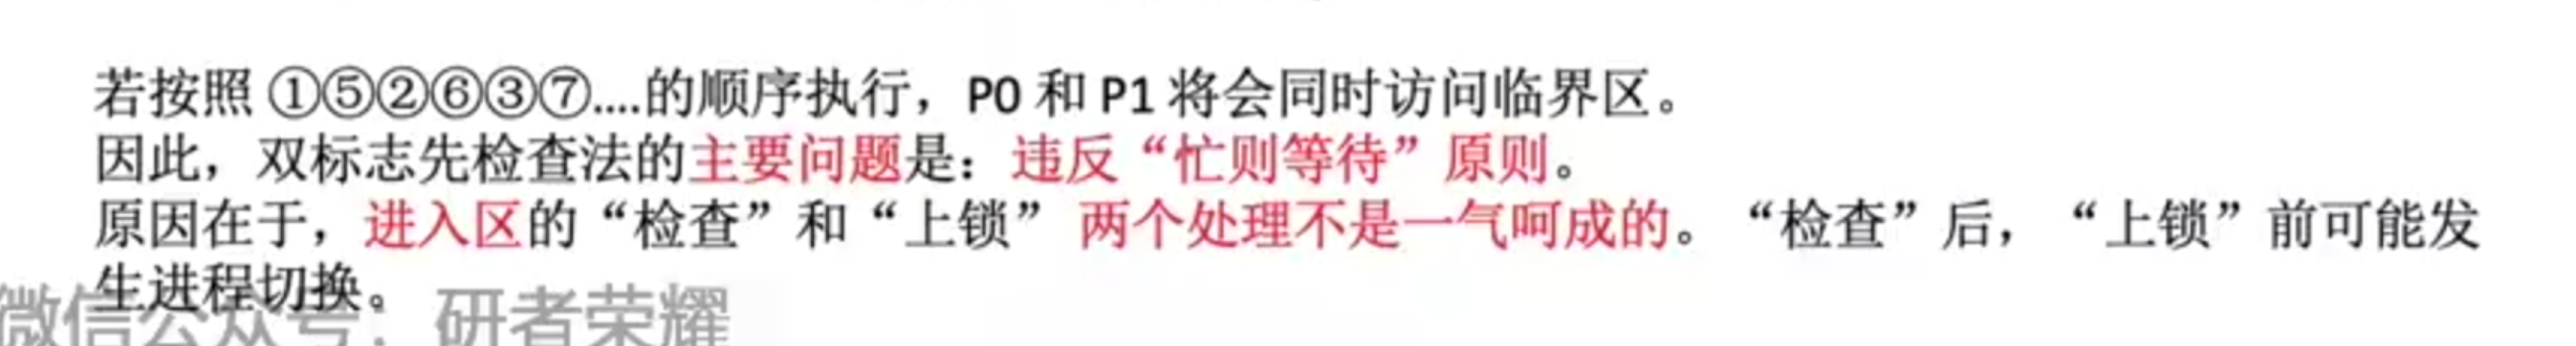 若按照 ①⑤②⑥③⑦....的顺序执行，P0 和 P1 将会同时访问临界区。
因此，双标志先检查法的主要问题是：违反“忙则等待”原则。
原因在于，进入区的“检查”和“上锁” 两个处理不是一气呵成的。“检查”后，“上锁”前可能发
生进程切换。
微信公众号：研者荣耀